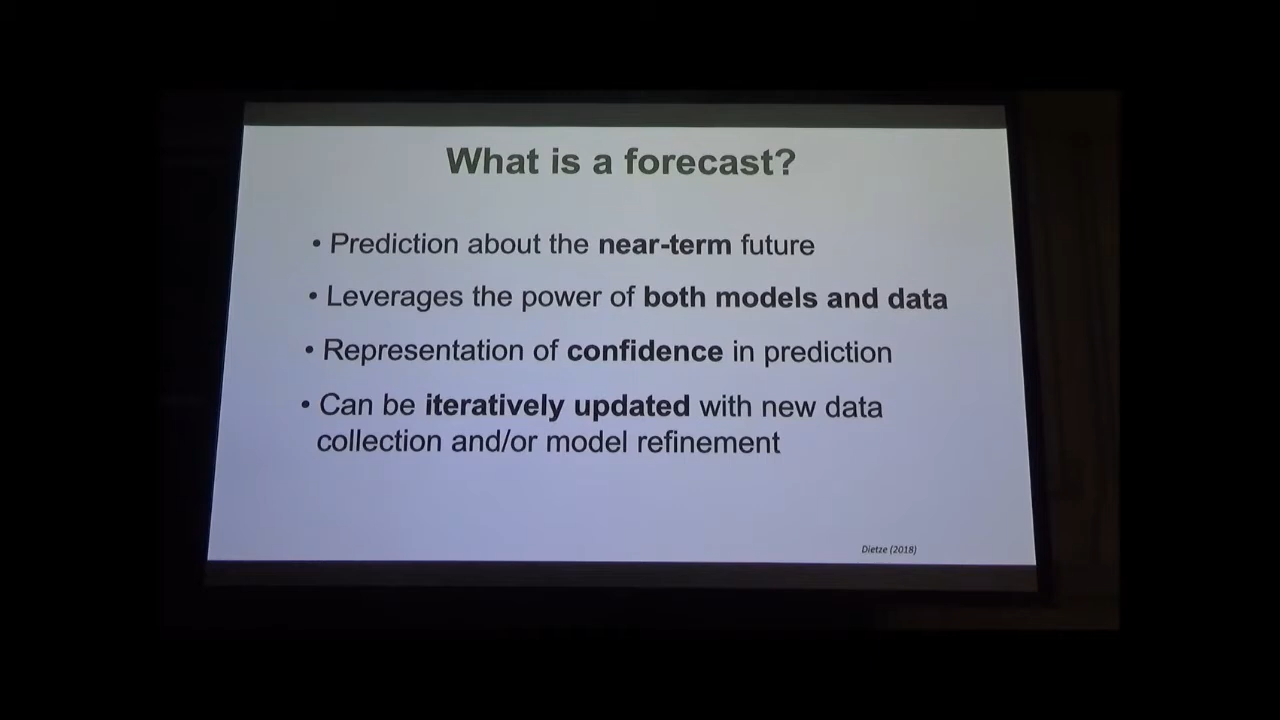 What is a forecast?
• Prediction about the near-term future
• Leverages the power of both models and data
• Representation of confidence in prediction
• Can be iteratively updated with new data
collection and/or model refinement
Dietze (2018)